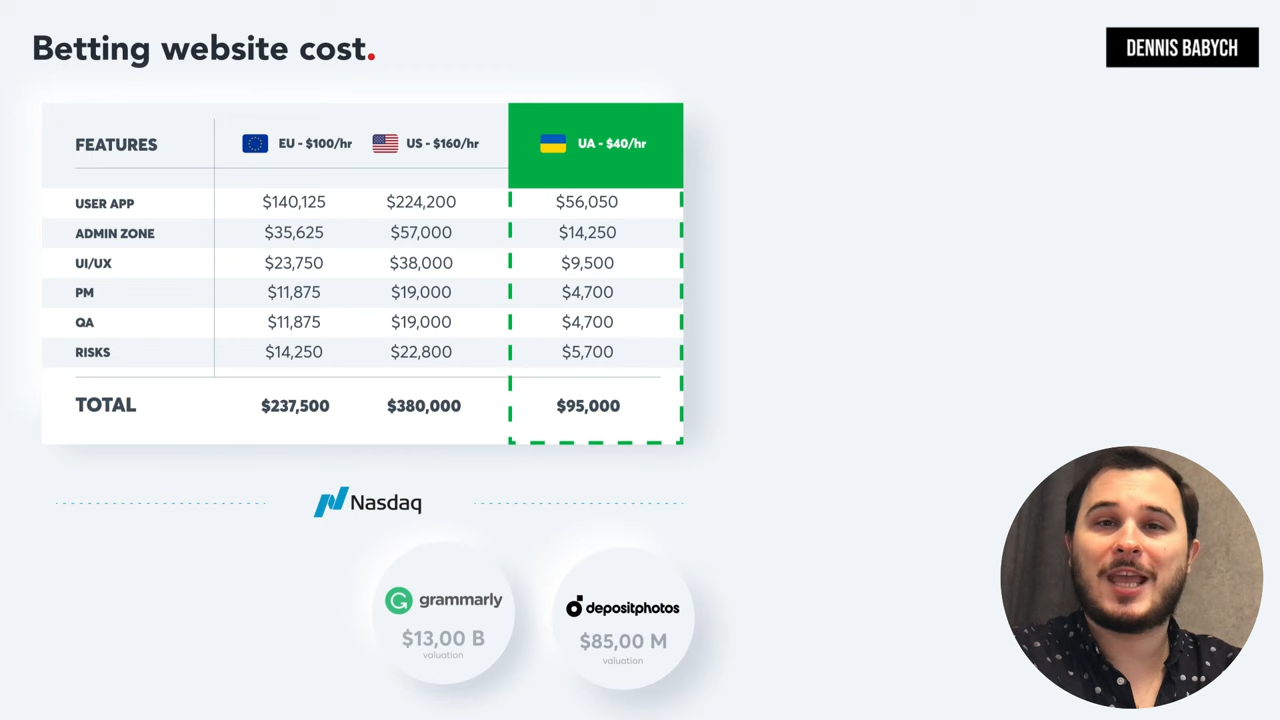 Betting website cost.
DENNIS BABYCH
FEATURES EU - $100/hr US - $160/hr UA - $40/hr
USER APP $140,125 $224,200 $56,050
ADMIN ZONE $35,625 $57,000 $14,250
UI/UX $23,750 $38,000 $9,500
PM $11,875 $19,000 $4,700
QA $11,875 $19,000 $4,700
RISKS $14,250 $22,800 $5,700
TOTAL $237,500 $380,000 $95,000
Nasdaq
grammarly
$13,00 B
valuation
depositphotos
$85,00 M
valuation